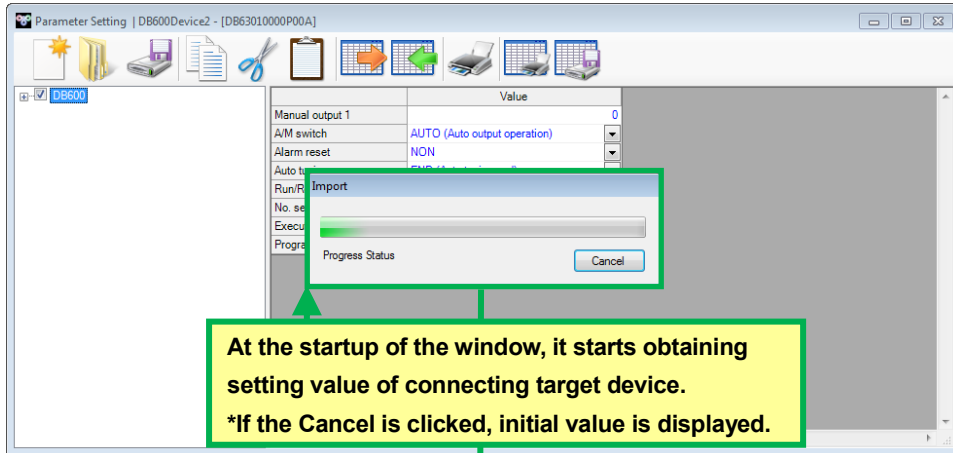 Parameter Setting | DB600Device2 - [DB63010000P00A]
DB600
Value
Manual output 1 0
A/M switch AUTO (Auto output operation)
Alarm reset NON
Import
Progress Status
Cancel
At the startup of the window, it starts obtaining
setting value of connecting target device.
*If the Cancel is clicked, initial value is displayed.